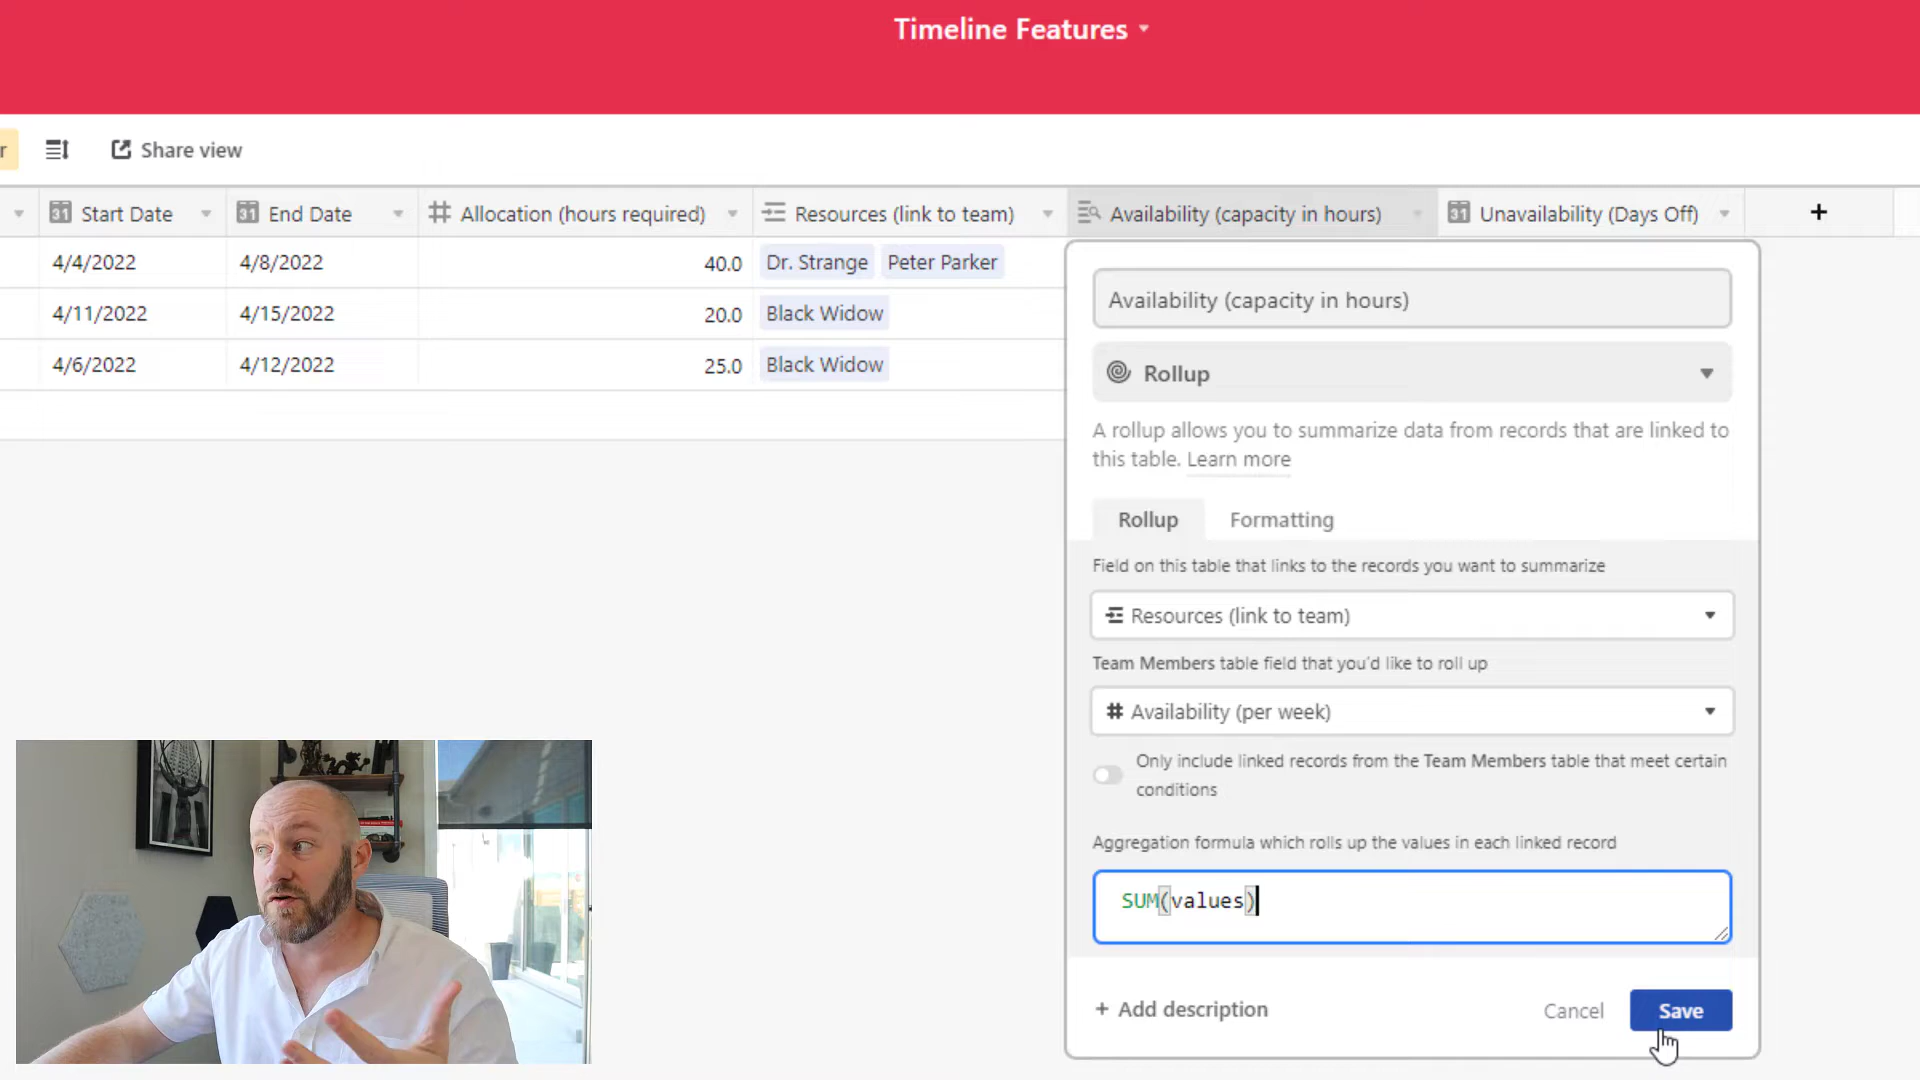 Timeline Features
r
Share view
Start Date
End Date
Allocation (hours required)
Resources (link to team)
Availability (capacity in hours)
Unavailability (Days Off)
+
4/4/2022
4/8/2022
40.0
Dr. Strange
Peter Parker
4/11/2022
4/15/2022
20.0
Black Widow
4/6/2022
4/12/2022
25.0
Black Widow
Availability (capacity in hours)
Rollup
A rollup allows you to summarize data from records that are linked to
this table. Learn more
Rollup
Formatting
Field on this table that links to the records you want to summarize
Resources (link to team)
Team Members table field that you'd like to roll up
# Availability (per week)
Only include linked records from the Team Members table that meet certain
conditions
Aggregation formula which rolls up the values in each linked record
SUM(values)
+ Add description
Cancel
Save